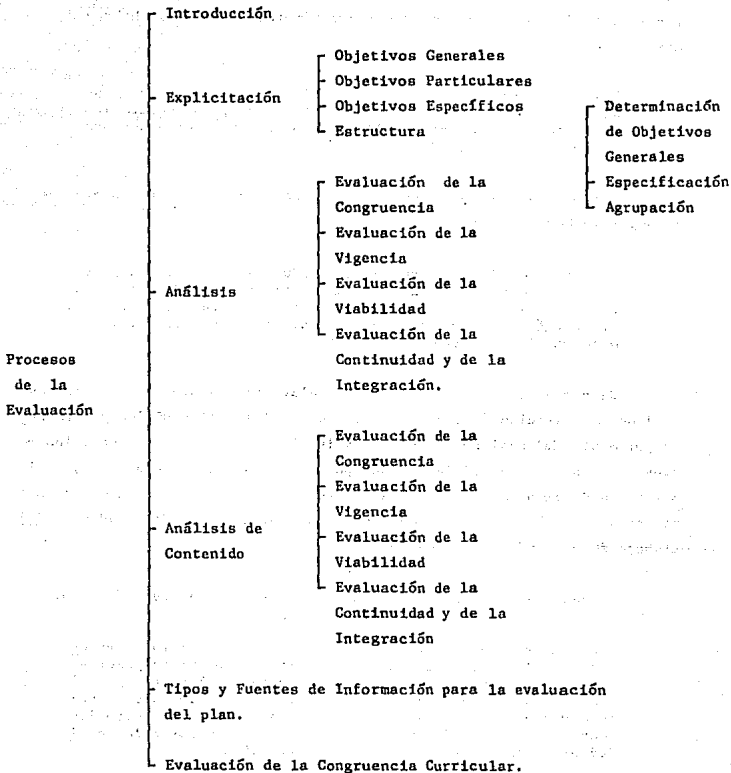 Introducción
Explicitación
Objetivos Generales
Objetivos Particulares
Objetivos Específicos
Estructura
Determinación
de Objetivos
Generales
Especificación
Agrupación
Análisis
Evaluación de la
Congruencia
Evaluación de la
Vigencia
Evaluación de la
Viabilidad
Evaluación de la
Continuidad y de la
Integración.
Procesos
de la
Evaluación
Análisis de
Contenido
Evaluación de la
Congruencia
Evaluación de la
Vigencia
Evaluación de la
Viabilidad
Evaluación de la
Continuidad y de la
Integración
Tipos y Fuentes de Información para la evaluación
del plan.
Evaluación de la Congruencia Curricular.